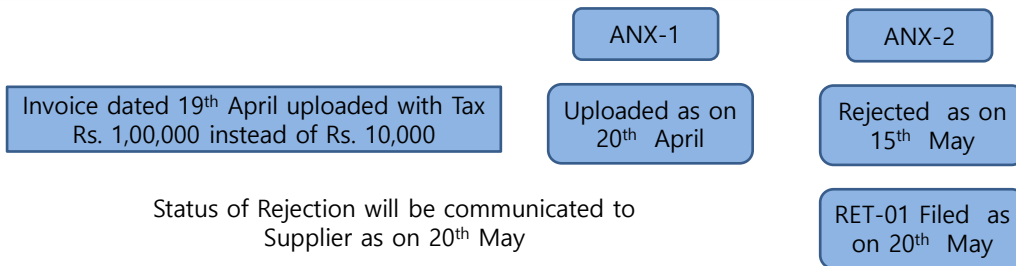 ANX-1
ANX-2
Invoice dated 19th April uploaded with Tax
Rs. 1,00,000 instead of Rs. 10,000
Uploaded as on
20th April
Rejected as on
15th May
Status of Rejection will be communicated to
Supplier as on 20th May
RET-01 Filed as
on 20th May